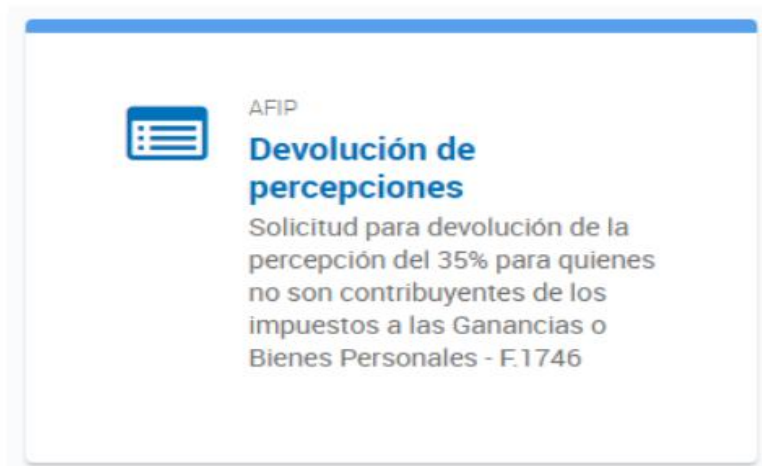 AFIP
Devolución de
percepciones
Solicitud para devolución de la
percepción del 35% para quienes
no son contribuyentes de los
impuestos a las Ganancias o
Bienes Personales - F.1746